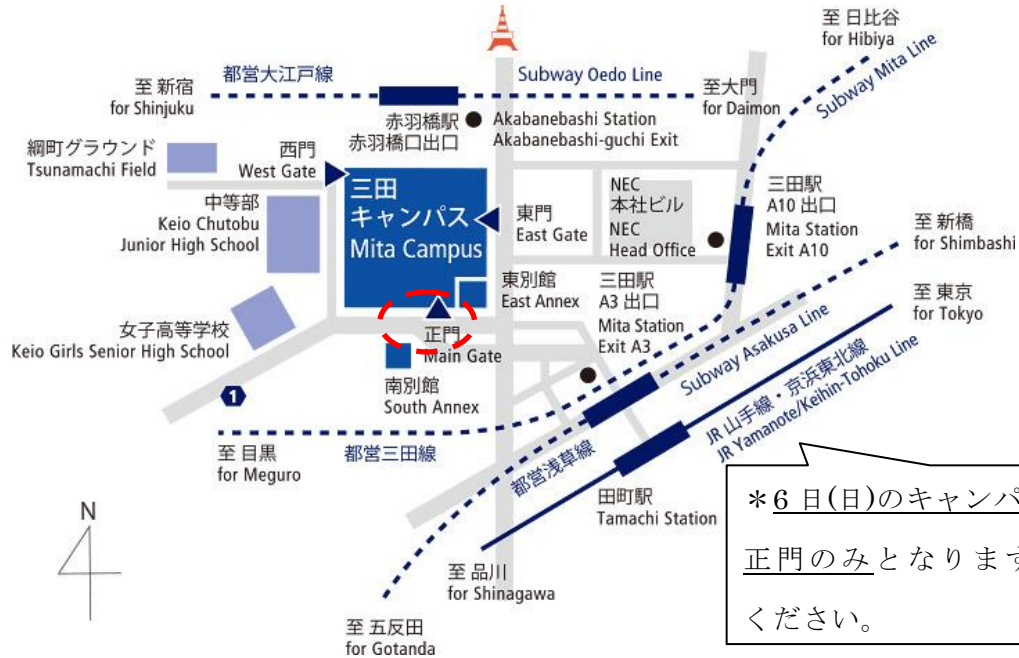 至 日比谷
for Hibiya
Subway Mita Line
都営大江戸線
Subway Oedo Line
至 新宿
for Shinjuku
至大門
for Daimon
赤羽橋駅
赤羽橋口出口
Akabanebashi Station
Akabanebashi-guchi Exit
綱町グラウンド
Tsunamachi Field
西門
West Gate
中等部
Keio Chutobu
Junior High School
三田
キャンパス
Mita Campus
東門
East Gate
NEC
本社ビル
NEC
Head Office
三田駅
A10 出口
Mita Station
Exit A10
至 新橋
for Shimbashi
東別館
East Annex
三田駅
A3 出口
Mita Station
Exit A3
至 東京
for Tokyo
女子高等学校
Keio Girls Senior High School
正門
Main Gate
南別館
South Annex
Subway Asakusa Line
JR 山手線・京浜東北線
JR Yamanote/Keihin-Tohoku Line
1
至 目黒
for Meguro
都営三田線
都営浅草線
田町駅
Tamachi Station
N
至 品川
for Shinagawa
至 五反田
for Gotanda
＊6 日(日)のキャンパ
正門のみとなります
ください。